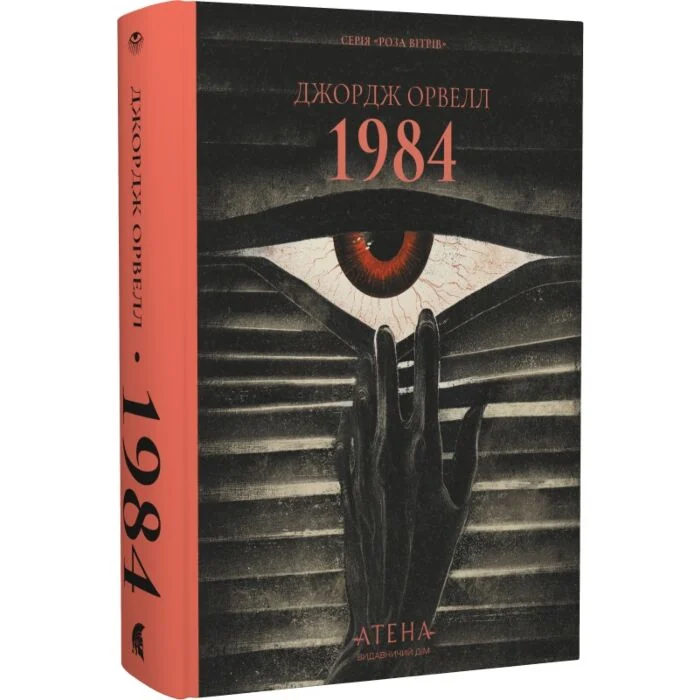 СЕРІЯ «РОЗА ВІТРІВ»
ДЖОРДЖ ОРВЕЛЛ
1984
АТЕНА
ВИДАВНИЧИЙ ДІМ
ДЖОРДЖ ОРВЕЛЛ • 1984